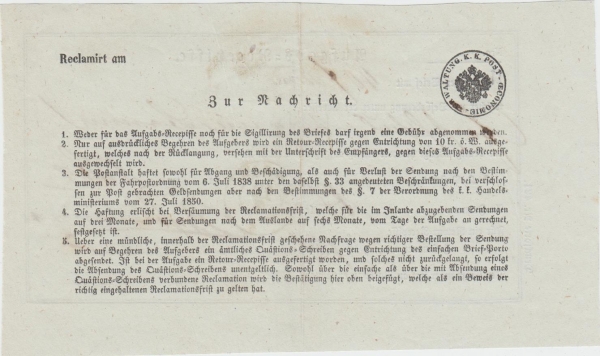 Reclamirt am
VERWALTUNG. K. K. POST-OECONOMIE
Zur Nachricht.
1. Weder für das Aufgabs-Recepisse noch für die Sigillirung des Briefes darf irgend eine Gebühr abgenommen werden.
2. Nur auf ausdrückliches Begehren des Aufgebers wird ein Retour-Recepisse gegen Entrichtung von 10 kr. ö. W. ausge-
fertigt, welches nach der Rücklangung, versehen mit der Unterschrift des Empfängers, gegen dieses Aufgabs-Recepisse
ausgewechselt wird.
3. Die Postanstalt haftet sowohl für Abgang und Beschädigung, als auch für Verlust der Sendung nach den Bestim-
mungen der Fahrpostordnung vom 6. Juli 1838 unter den daselbst §. 33 angedeuteten Beschränkungen, bei verschlos-
sen zur Post gebrachten Geldsendungen aber nach den Bestimmungen des §. 7 der Verordnung des k. k. Handels-
ministeriums vom 27. Juli 1850.
4. Die Haftung erlischt bei Versäumung der Reclamationsfrist, welche für die im Inlande abzugebenden Sendungen
auf drei Monate, und für Sendungen nach dem Auslande auf sechs Monate, vom Tage der Aufgabe an gerechnet,
festgesetzt ist.
5. Ueber eine mündliche, innerhalb der Reclamationsfrist geschehene Nachfrage wegen richtiger Bestellung der Sendung
wird auf Begehren des Aufgebers ein ämtliches Quästions-Schreiben gegen Entrichtung des einfachen Brief-Porto
abgesendet. Ist bei der Aufgabe ein Retour-Recepisse ausgefertigt worden, und solches nicht zurückgelangt, so erfolgt
die Absendung des Quästions-Schreibens unentgeltlich. Sowohl über die einfache als über die mit Absendung eines
Quästions-Schreibens verbundene Reclamation wird die Bestätigung hier oben beigefügt, welche als ein Beweis der
richtig eingehaltenen Reclamationsfrist zu gelten hat.